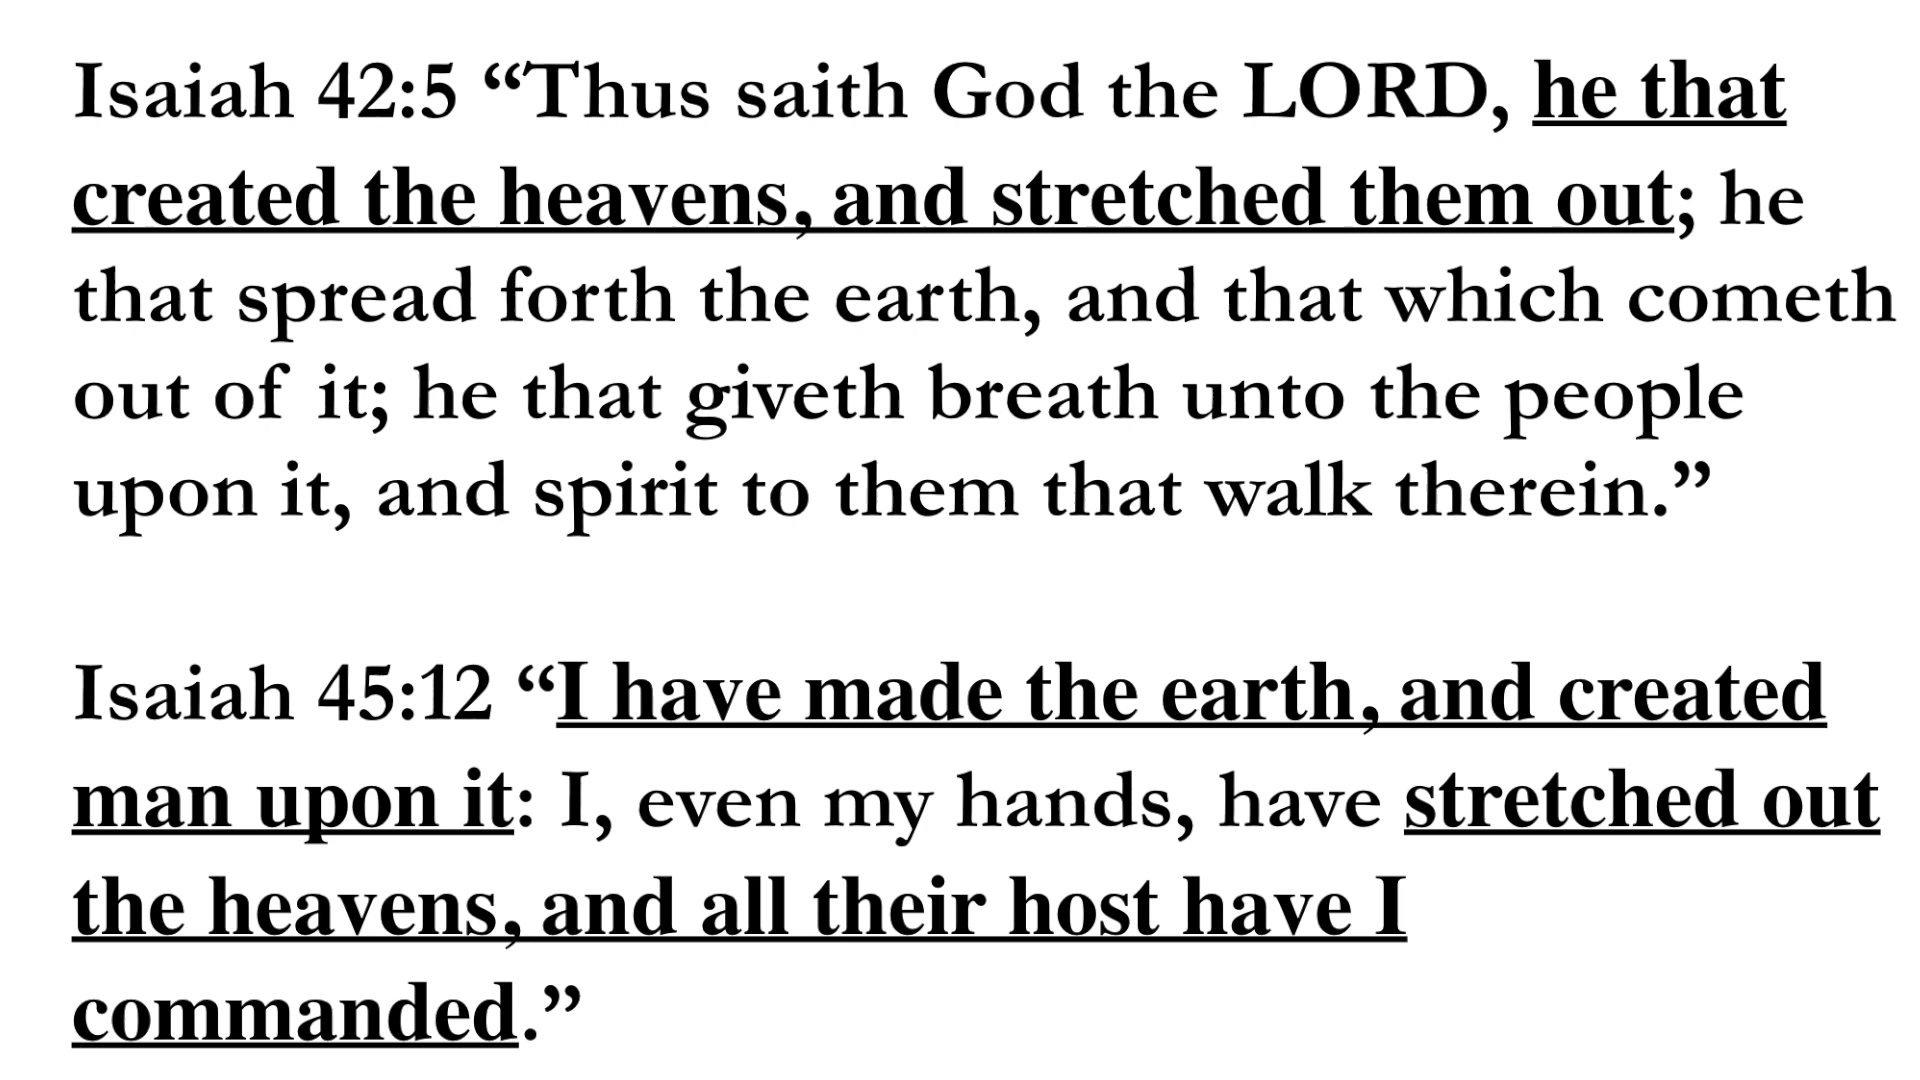 Isaiah 42:5 “Thus saith God the LORD, he that
created the heavens, and stretched them out; he
that spread forth the earth, and that which cometh
out of it; he that giveth breath unto the people
upon it, and spirit to them that walk therein.”
Isaiah 45:12 “I have made the earth, and created
man upon it: I, even my hands, have stretched out
the heavens, and all their host have I
commanded.”